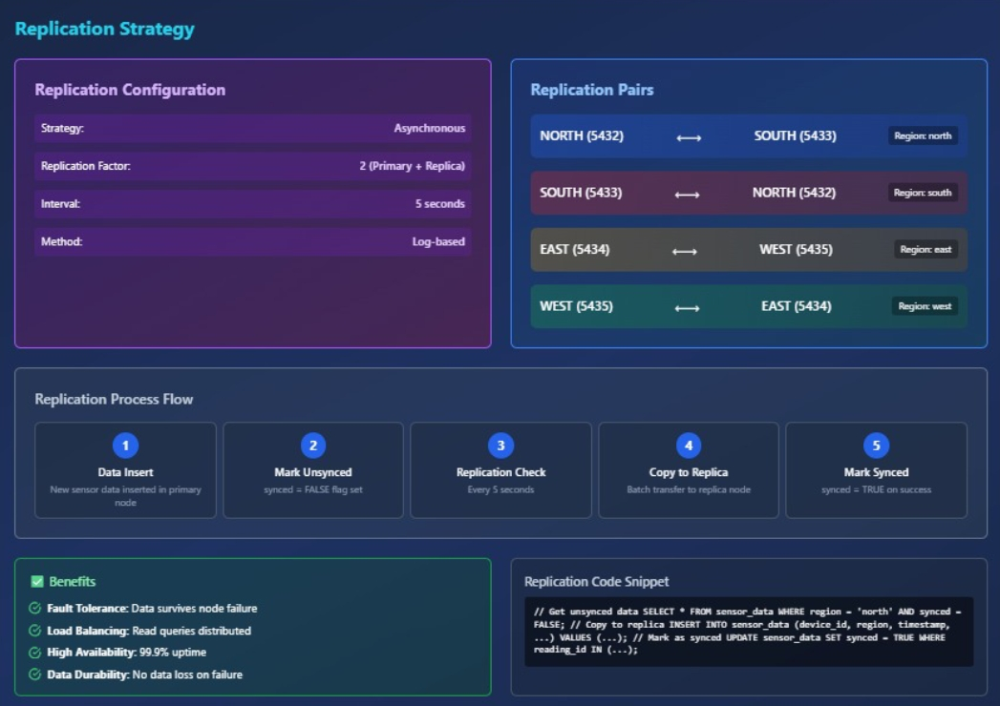 Replication Strategy
Replication Configuration
Strategy: Asynchronous
Replication Factor: 2 (Primary + Replica)
Interval: 5 seconds
Method: Log-based
Replication Pairs
NORTH (5432) ⟷ SOUTH (5433) Region: north
SOUTH (5433) ⟷ NORTH (5432) Region: south
EAST (5434) ⟷ WEST (5435) Region: east
WEST (5435) ⟷ EAST (5434) Region: west
Replication Process Flow
1
Data Insert
New sensor data inserted in primary
node
2
Mark Unsynced
synced = FALSE flag set
3
Replication Check
Every 5 seconds
4
Copy to Replica
Batch transfer to replica node
5
Mark Synced
synced = TRUE on success
✅ Benefits
Fault Tolerance: Data survives node failure
Load Balancing: Read queries distributed
High Availability: 99.9% uptime
Data Durability: No data loss on failure
Replication Code Snippet
// Get unsynced data SELECT * FROM sensor_data WHERE region = 'north' AND synced =
FALSE; // Copy to replica INSERT INTO sensor_data (device_id, region, timestamp,
...) VALUES (...); // Mark as synced UPDATE sensor_data SET synced = TRUE WHERE
reading_id IN (...);